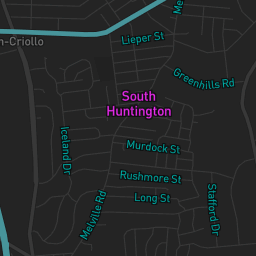 Lieper St
Me
n-Criollo
Greenhills Rd
South
Huntington
Iceland Dr
Murdock St
Rushmore St
Long St
Stafford Dr
Melville Rd